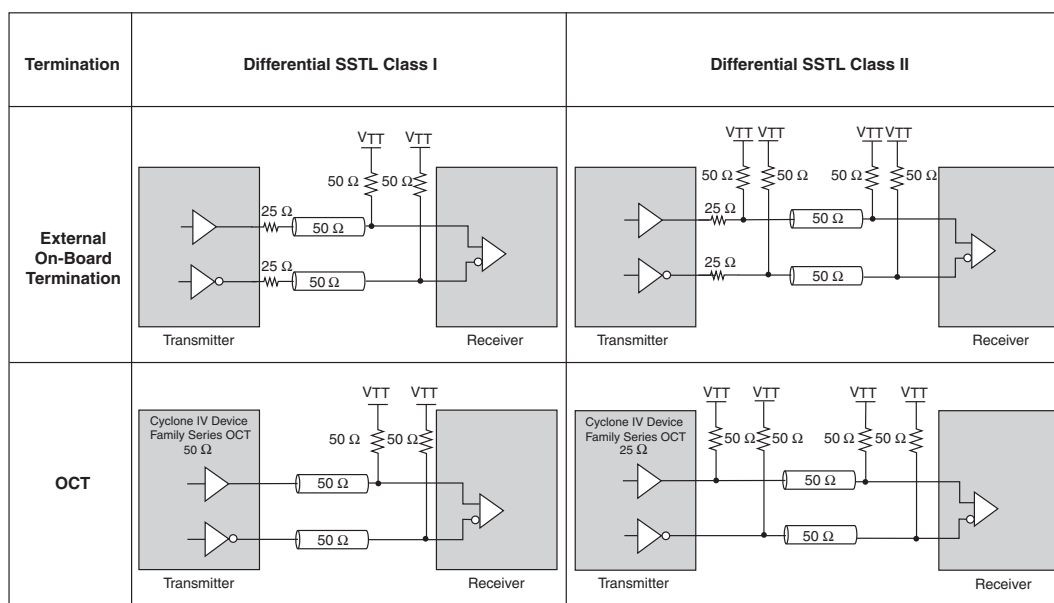 Termination
Differential SSTL Class I
Differential SSTL Class II
External
On-Board
Termination
VTT VTT
50 Ω 50 Ω
25 Ω
50 Ω
25 Ω
50 Ω
Transmitter
Receiver
VTT VTT VTT VTT
50 Ω 50 Ω 50 Ω 50 Ω
25 Ω
50 Ω
25 Ω
50 Ω
Transmitter
Receiver
OCT
Cyclone IV Device
Family Series OCT
50 Ω
VTT VTT
50 Ω 50 Ω
50 Ω
50 Ω
Transmitter
Receiver
Cyclone IV Device
Family Series OCT
25 Ω
VTT VTT VTT VTT
50 Ω 50 Ω 50 Ω 50 Ω
50 Ω
50 Ω
Transmitter
Receiver